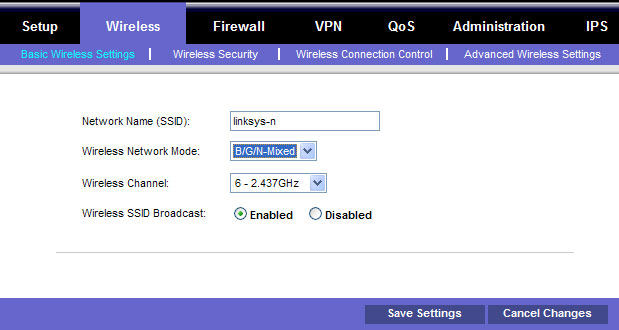 Setup Wireless Firewall VPN QoS Administration IPS
Basic Wireless Settings | Wireless Security | Wireless Connection Control | Advanced Wireless Settings
Network Name (SSID): linksys-n
Wireless Network Mode: B/G/N-Mixed
Wireless Channel: 6 - 2.437GHz
Wireless SSID Broadcast: Enabled Disabled
Save Settings Cancel Changes